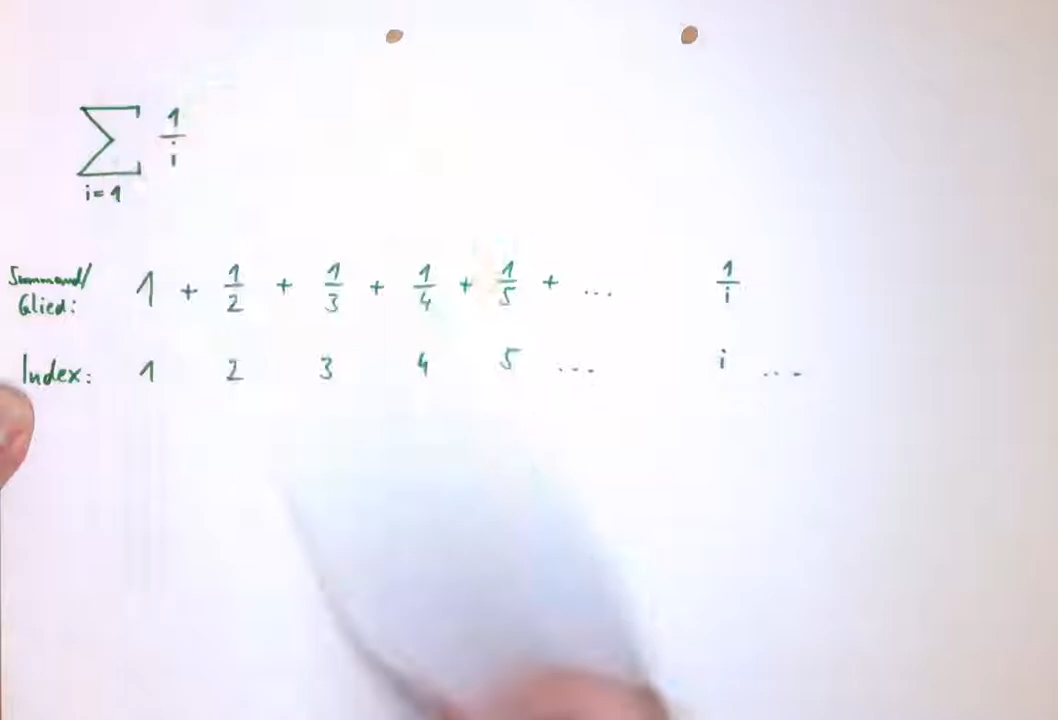 ∑ 1/i
i=1
Summand/ 1 + 1/2 + 1/3 + 1/4 + 1/5 + ... 1/i
Glied:
Index: 1 2 3 4 5 ... i ...